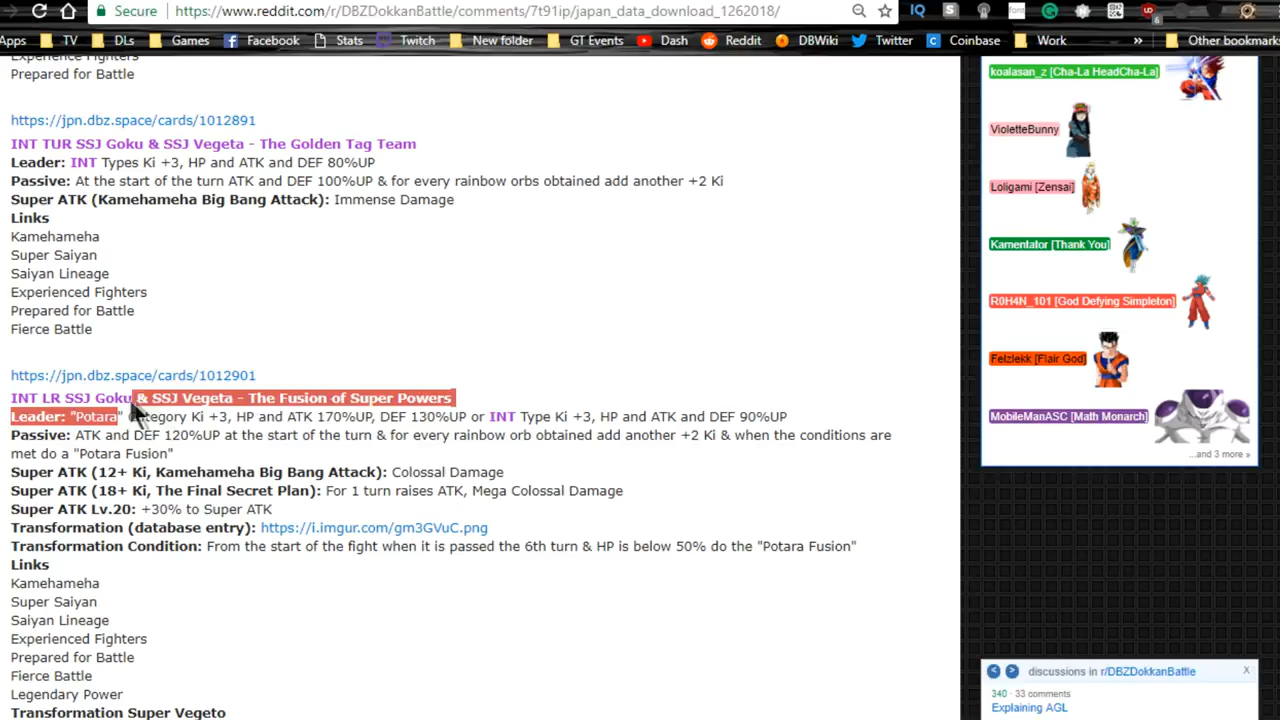 Secure
https://www.reddit.com/r/DBZDokkanBattle/comments/7t91ip/japan_data_download_1262018/
IQ
S
font
6
Apps
TV
DLs
Games
Facebook
Stats
Twitch
New folder
GT Events
Dash
Reddit
DBWiki
Twitter
Coinbase
Work
»
Other bookmarks
Experience Fighters
Prepared for Battle
https://jpn.dbz.space/cards/1012891
INT TUR SSJ Goku & SSJ Vegeta - The Golden Tag Team
Leader: INT Types Ki +3, HP and ATK and DEF 80%UP
Passive: At the start of the turn ATK and DEF 100%UP & for every rainbow orbs obtained add another +2 Ki
Super ATK (Kamehameha Big Bang Attack): Immense Damage
Links
Kamehameha
Super Saiyan
Saiyan Lineage
Experienced Fighters
Prepared for Battle
Fierce Battle
https://jpn.dbz.space/cards/1012901
INT LR SSJ Goku & SSJ Vegeta - The Fusion of Super Powers
Leader: "Potara" Category Ki +3, HP and ATK 170%UP, DEF 130%UP or INT Type Ki +3, HP and ATK and DEF 90%UP
Passive: ATK and DEF 120%UP at the start of the turn & for every rainbow orb obtained add another +2 Ki & when the conditions are
met do a "Potara Fusion"
Super ATK (12+ Ki, Kamehameha Big Bang Attack): Colossal Damage
Super ATK (18+ Ki, The Final Secret Plan): For 1 turn raises ATK, Mega Colossal Damage
Super ATK Lv.20: +30% to Super ATK
Transformation (database entry): https://i.imgur.com/gm3GVuC.png
Transformation Condition: From the start of the fight when it is passed the 6th turn & HP is below 50% do the "Potara Fusion"
Links
Kamehameha
Super Saiyan
Saiyan Lineage
Experienced Fighters
Prepared for Battle
Fierce Battle
Legendary Power
Transformation Super Vegeto
koalasan_z [Cha-La HeadCha-La]
VioletteBunny
Loligami [Zensai]
Kamentator [Thank You]
R0H4N_101 [God Defying Simpleton]
Felzlekk [Flair God]
MobileManASC [Math Monarch]
...and 3 more »
< > discussions in r/DBZDokkanBattle X
340 · 33 comments
Explaining AGL